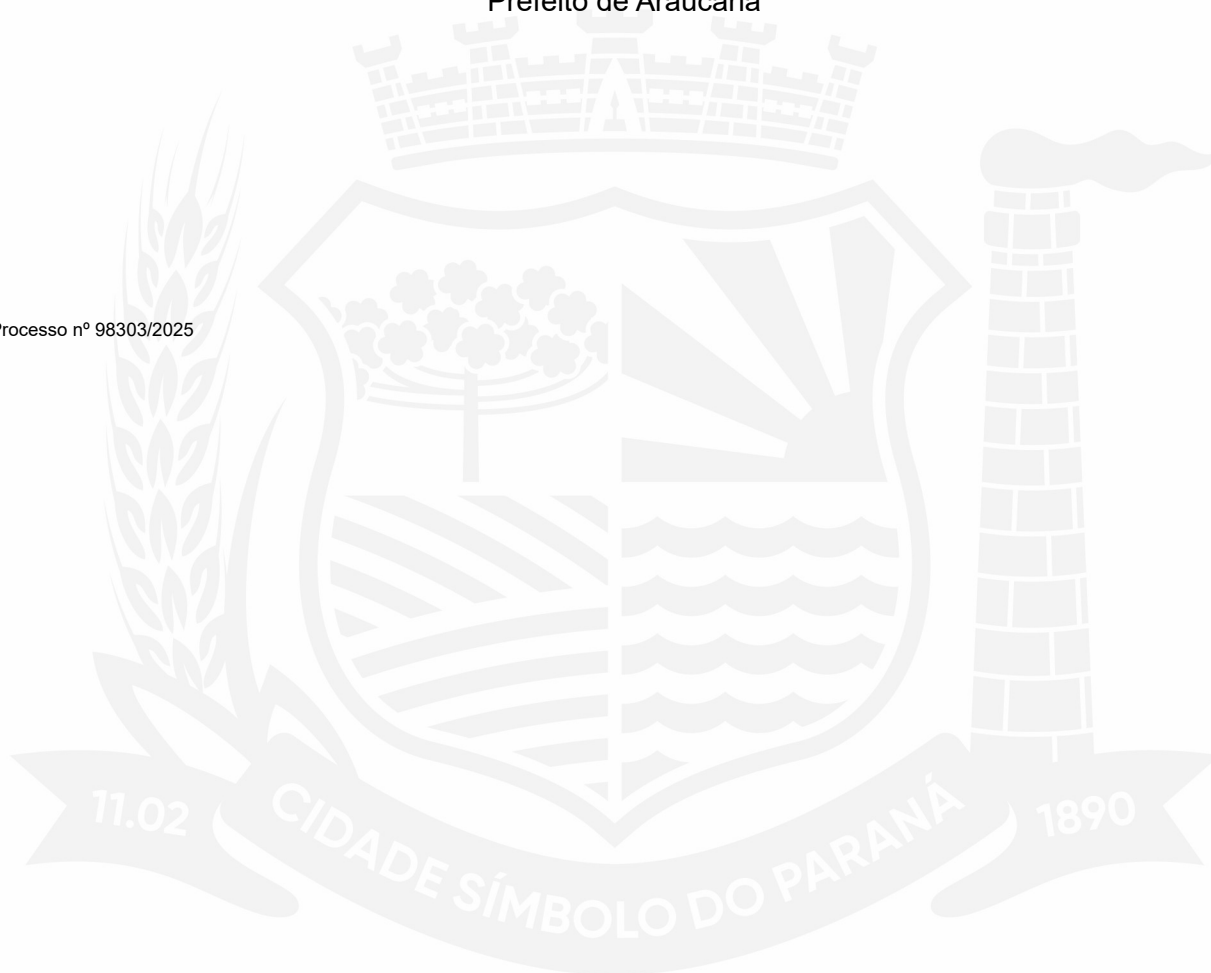 Prefeito de Araucária
Processo nº 98303/2025
11.02
CIDADE SÍMBOLO DO PARANÁ
1890